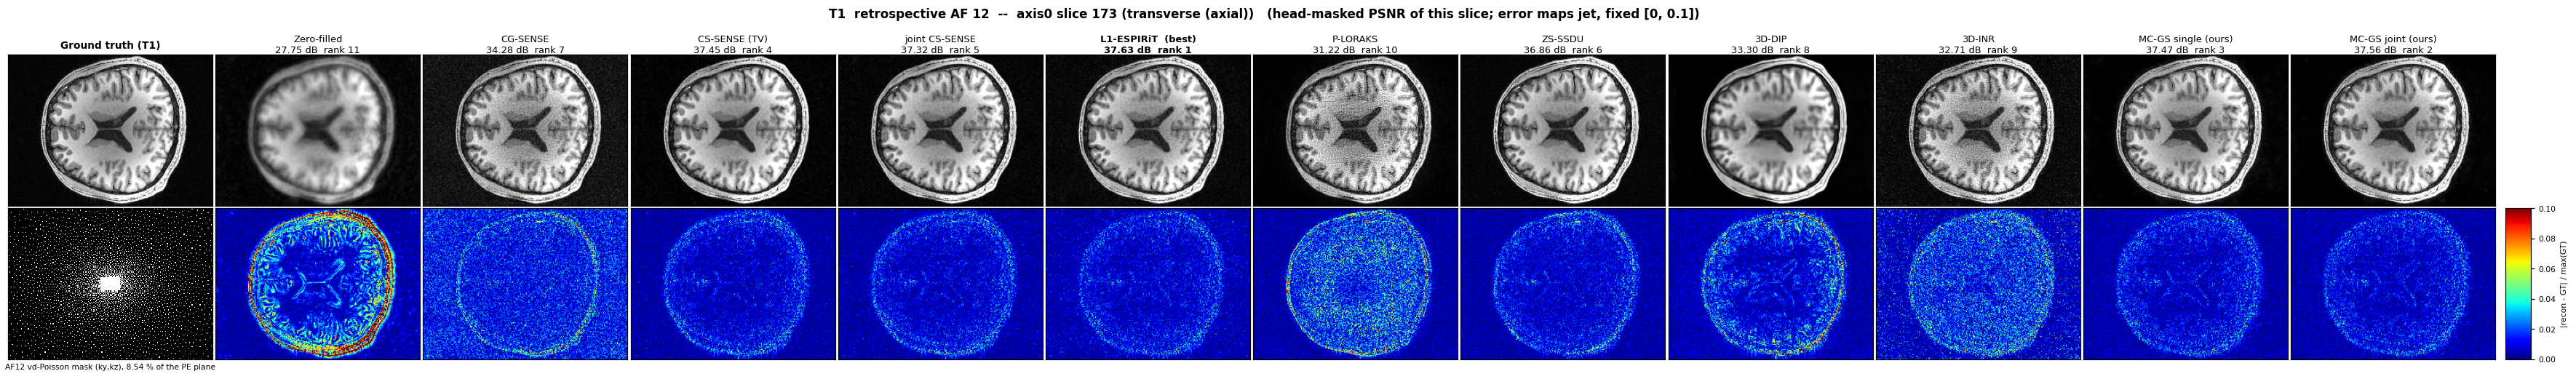 T1 retrospective AF 12 -- axis0 slice 173 (transverse (axial)) (head-masked PSNR of this slice; error maps jet, fixed [0, 0.1])
Ground truth (T1)
Zero-filled
27.75 dB rank 11
CG-SENSE
34.28 dB rank 7
CS-SENSE (TV)
37.45 dB rank 4
joint CS-SENSE
37.32 dB rank 5
L1-ESPIRiT (best)
37.63 dB rank 1
P-LORAKS
31.22 dB rank 10
ZS-SSDU
36.86 dB rank 6
3D-DIP
33.30 dB rank 8
3D-INR
32.71 dB rank 9
MC-GS single (ours)
37.47 dB rank 3
MC-GS joint (ours)
37.56 dB rank 2
0.10
0.08
0.06
0.04
0.02
0.00
|recon - GT| / max(GT)
AF12 vd-Poisson mask (ky,kz), 8.54 % of the PE plane